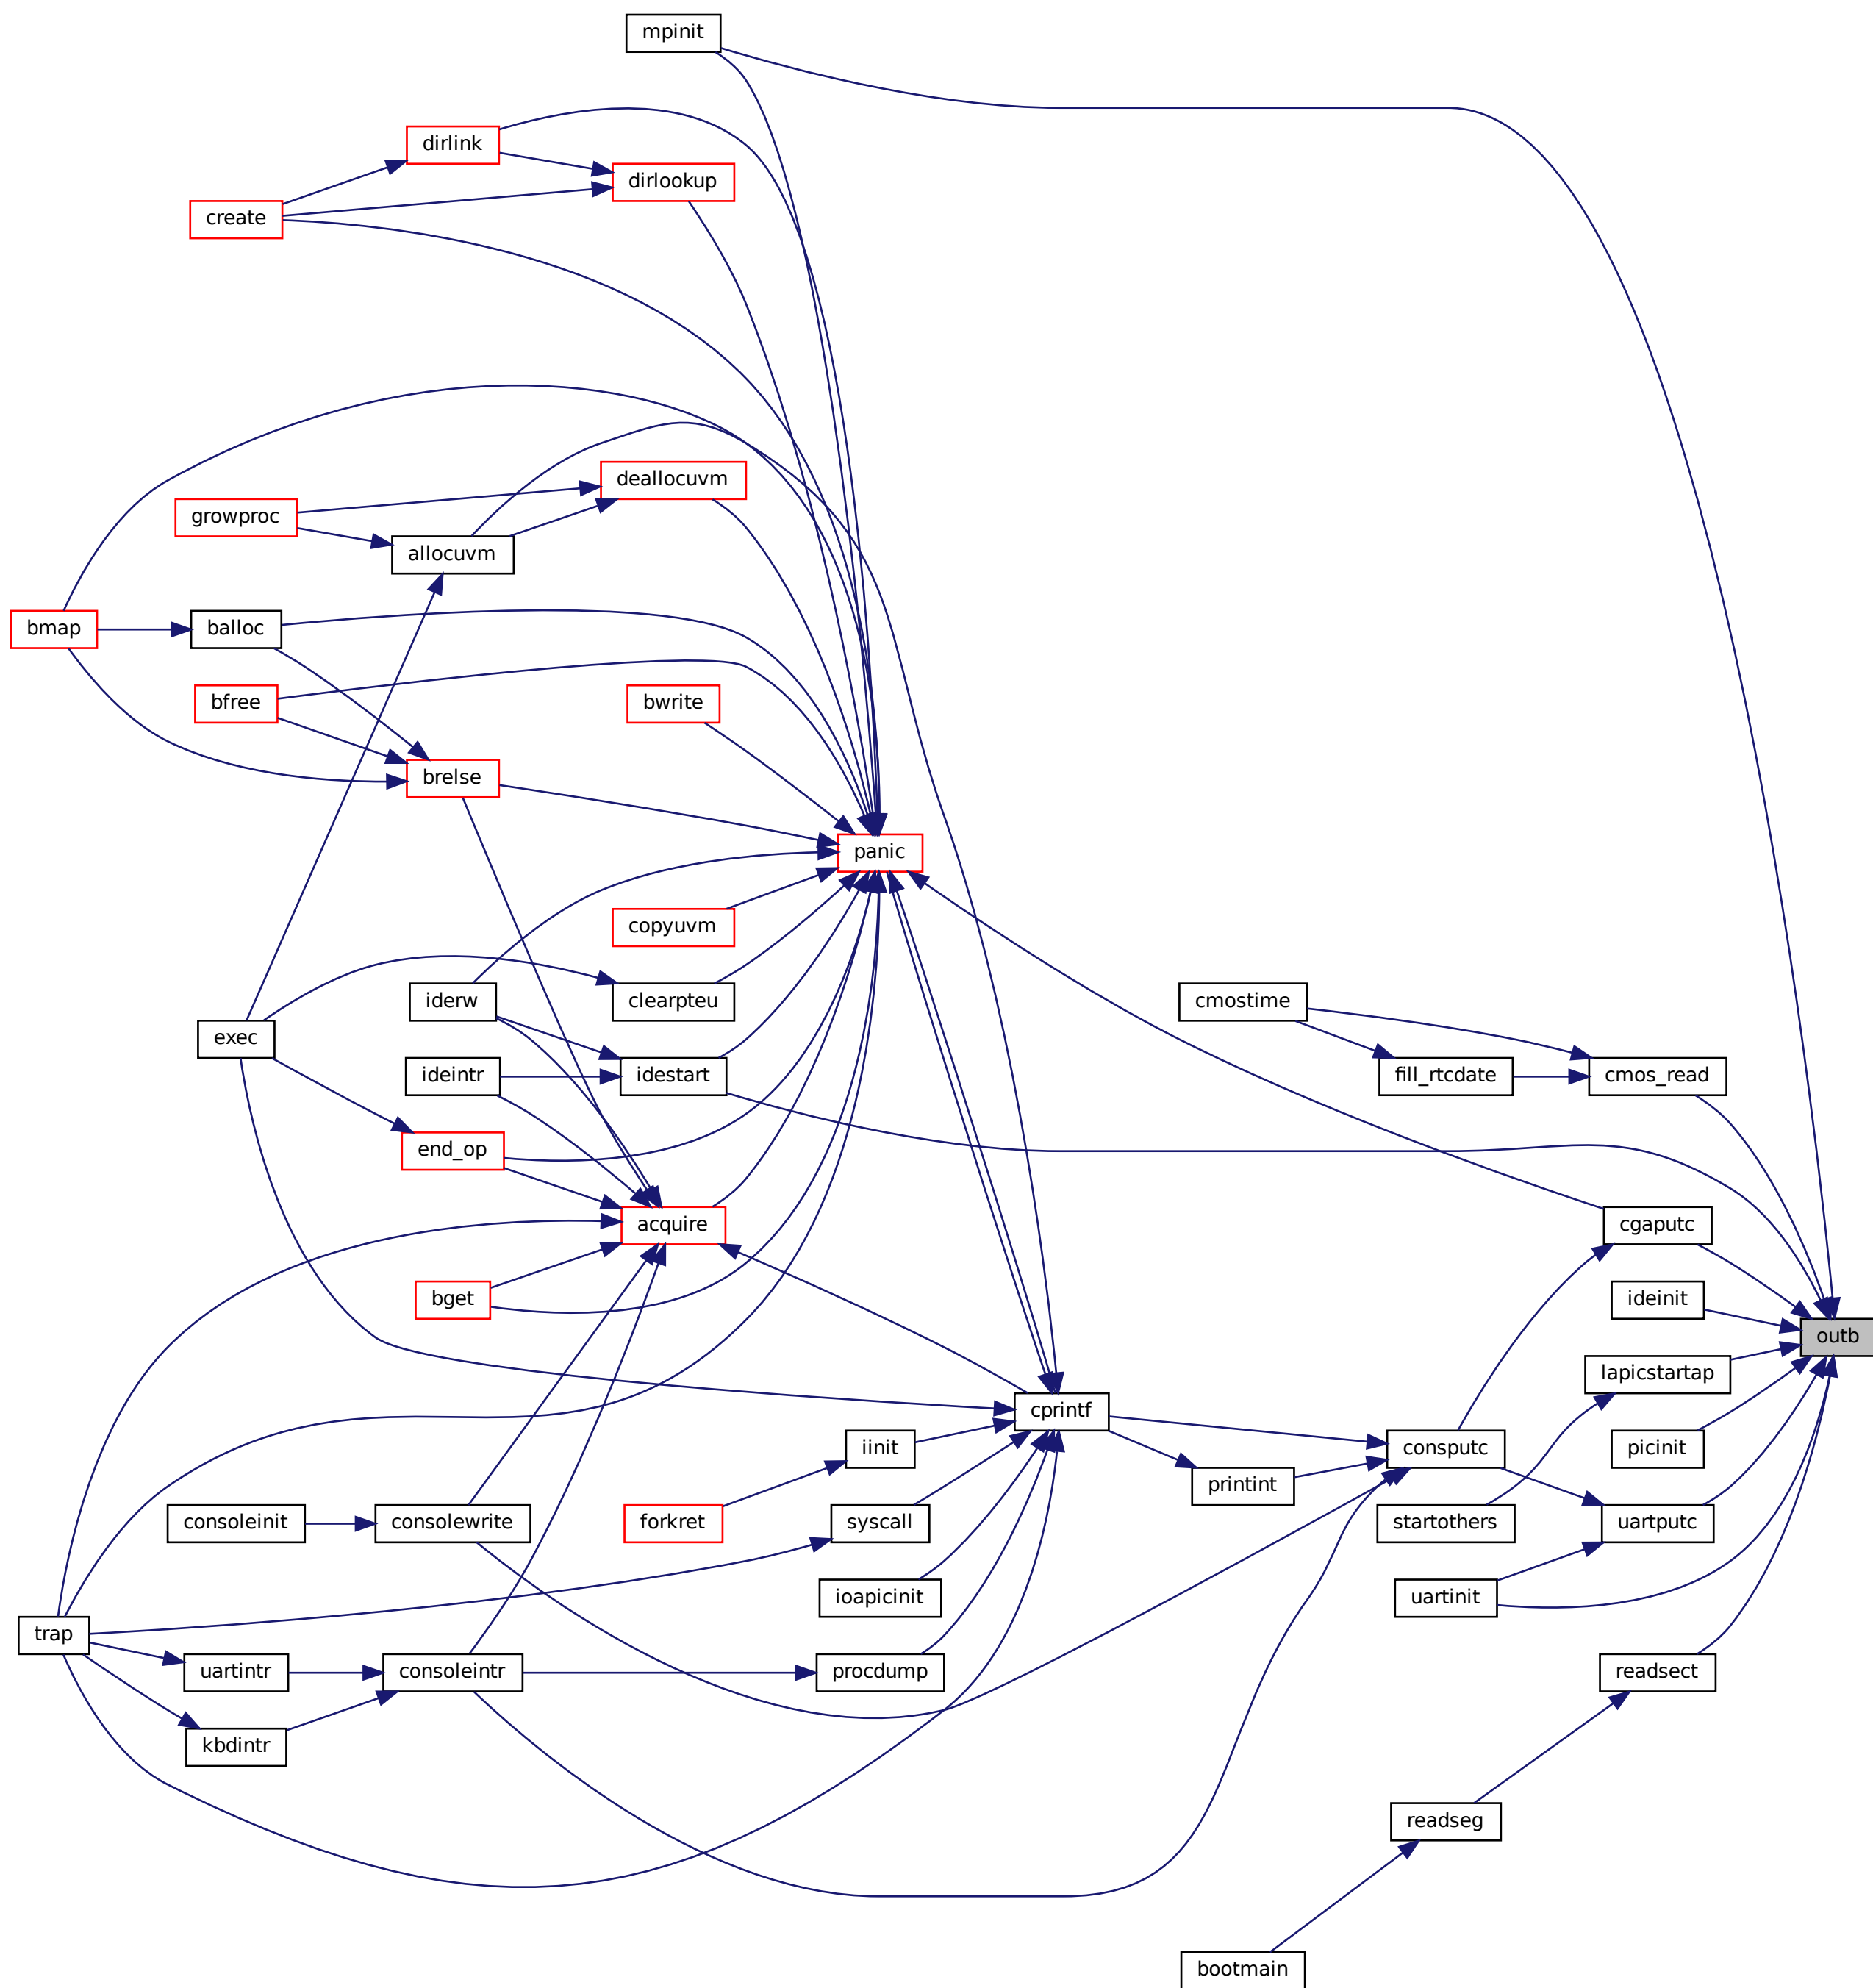 mpinit
dirlink
dirlookup
create
deallocuvm
growproc
allocuvm
bmap
balloc
bfree
bwrite
brelse
panic
copyuvm
iderw
clearpteu
cmostime
exec
ideintr
idestart
fill_rtcdate
cmos_read
end_op
acquire
cgaputc
bget
ideinit
outb
lapicstartap
cprintf
iinit
consputc
picinit
printint
consoleinit
consolewrite
forkret
syscall
startothers
uartputc
ioapicinit
uartinit
trap
uartintr
consoleintr
procdump
readsect
kbdintr
readseg
bootmain